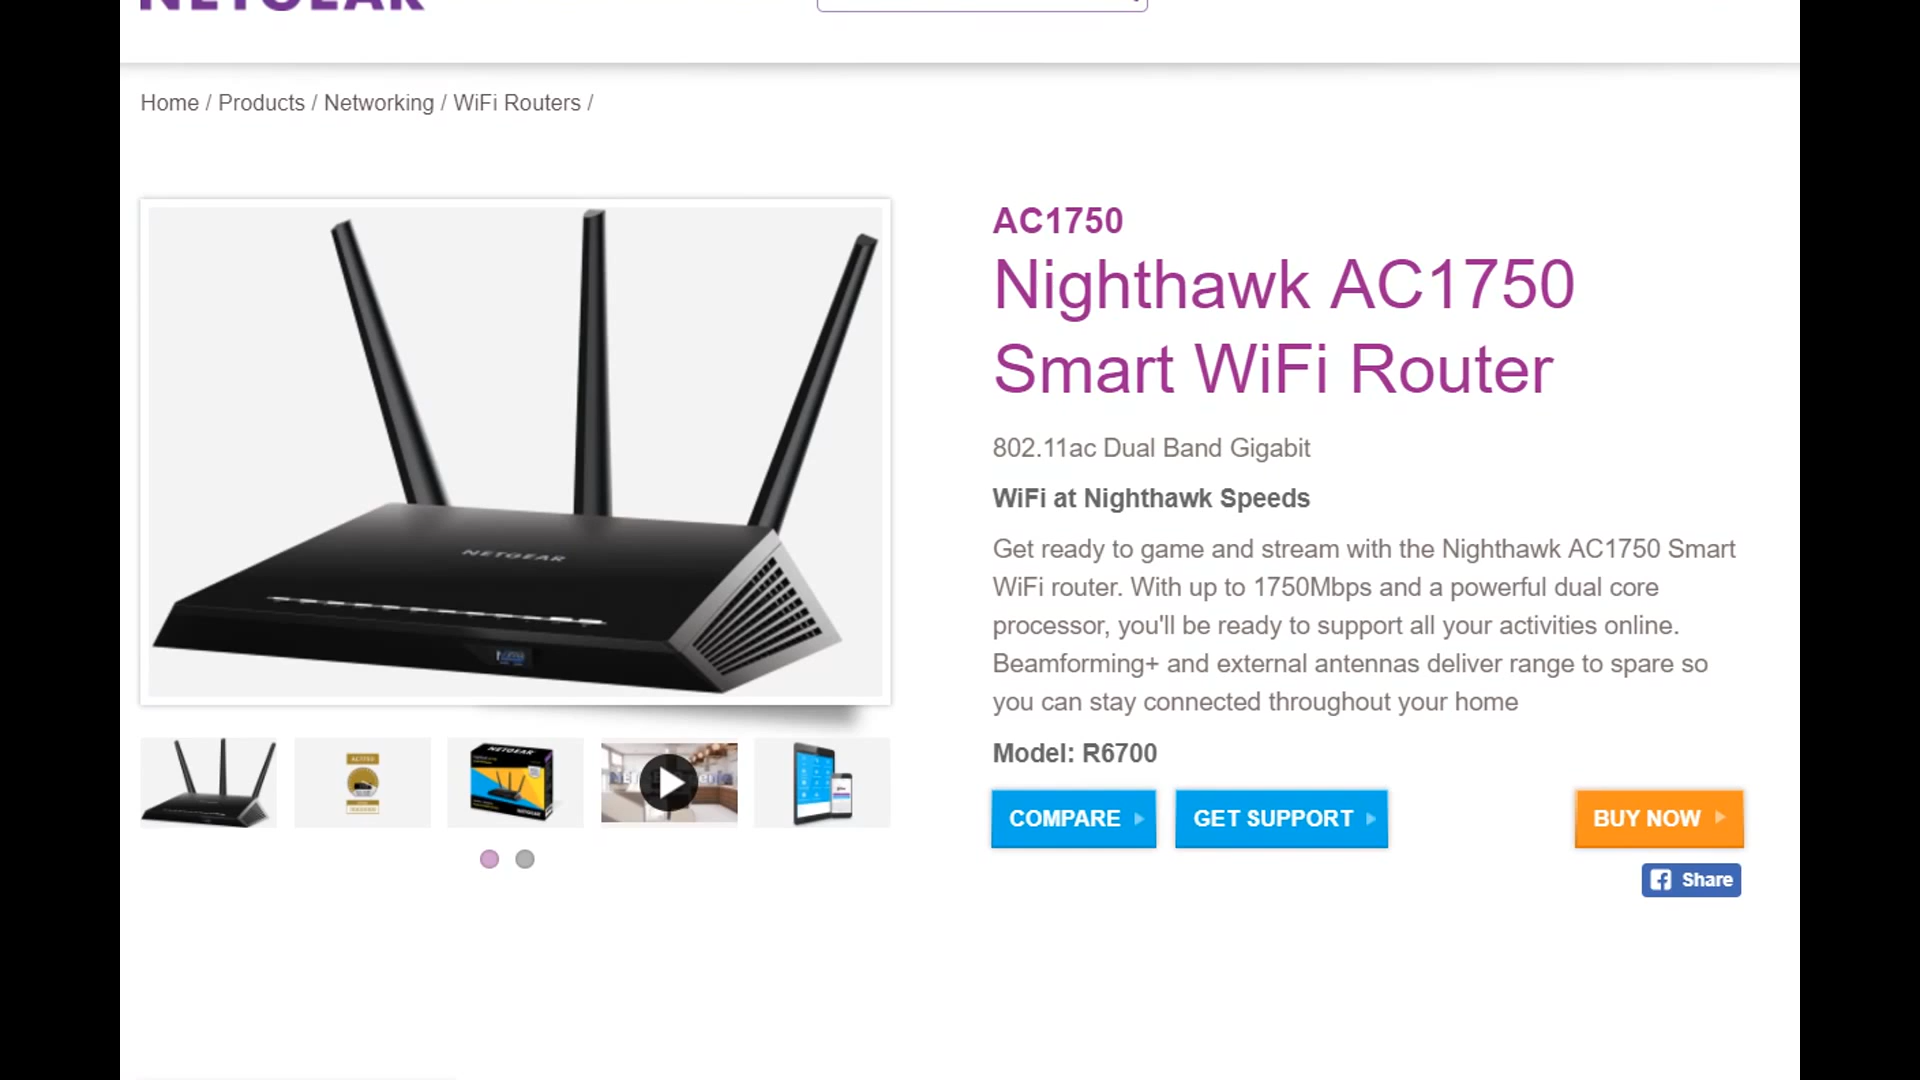 NETGEAR
Home / Products / Networking / WiFi Routers /
NETGEAR
AC1750
Nighthawk AC1750
Smart WiFi Router
802.11ac Dual Band Gigabit
WiFi at Nighthawk Speeds
Get ready to game and stream with the Nighthawk AC1750 Smart
WiFi router. With up to 1750Mbps and a powerful dual core
processor, you'll be ready to support all your activities online.
Beamforming+ and external antennas deliver range to spare so
you can stay connected throughout your home
Model: R6700
COMPARE
GET SUPPORT
BUY NOW
Share
NETGEAR